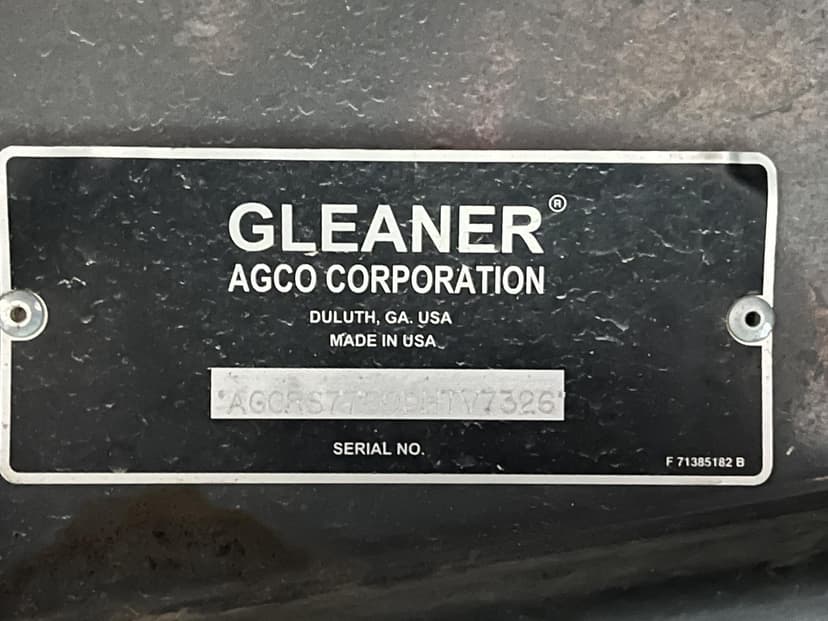 GLEANER®
AGCO CORPORATION
DULUTH, GA. USA
MADE IN USA
SERIAL NO.
F 71385182 B